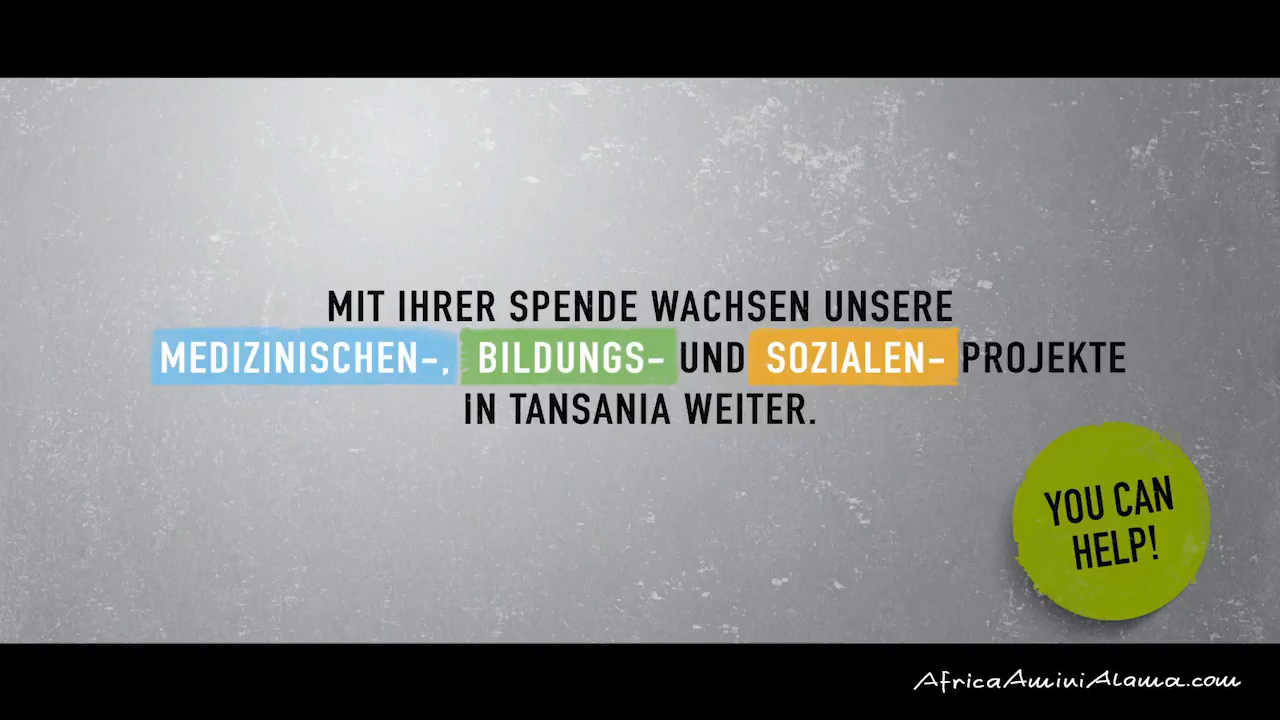 MIT IHRER SPENDE WACHSEN UNSERE
MEDIZINISCHEN-, BILDUNGS- UND SOZIALEN- PROJEKTE
IN TANSANIA WEITER.
YOU CAN
HELP!
AfricaAminiAlama.com